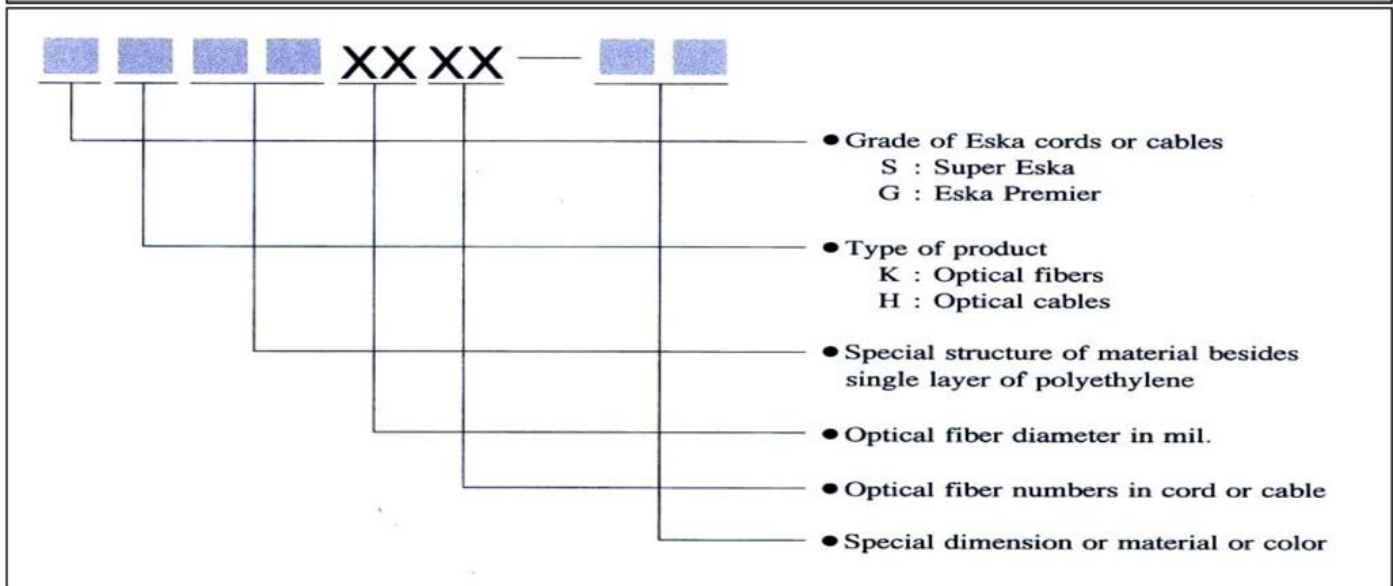 XX XX —
● Grade of Eska cords or cables
S : Super Eska
G : Eska Premier
● Type of product
K : Optical fibers
H : Optical cables
● Special structure of material besides
single layer of polyethylene
● Optical fiber diameter in mil.
● Optical fiber numbers in cord or cable
● Special dimension or material or color